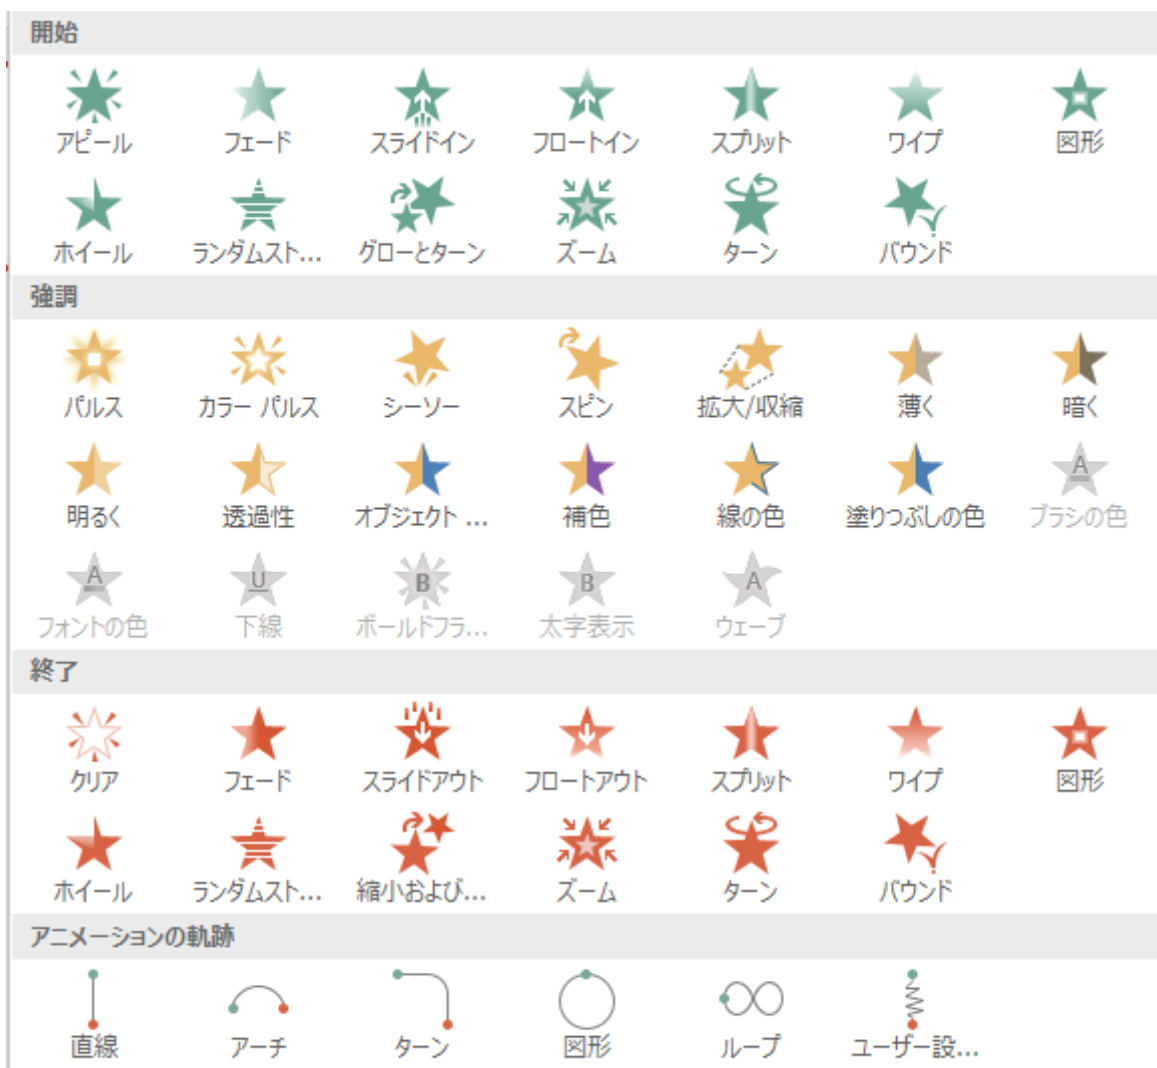 開始
アピール フェード スライドイン フロートイン スプリット ワイプ 図形
ホイール ランダムスト... グローとターン ズーム ターン バウンド
強調
パルス カラー パルス シーソー スピン 拡大/収縮 薄く 暗く
明るく 透過性 オブジェクト ... 補色 線の色 塗りつぶしの色 ブラシの色
A
フォントの色 下線 ボールドフラ... 太字表示 ウェーブ
A U B B A
終了
クリア フェード スライドアウト フロートアウト スプリット ワイプ 図形
ホイール ランダムスト... 縮小および... ズーム ターン バウンド
アニメーションの軌跡
直線 アーチ ターン 図形 ループ ユーザー設...